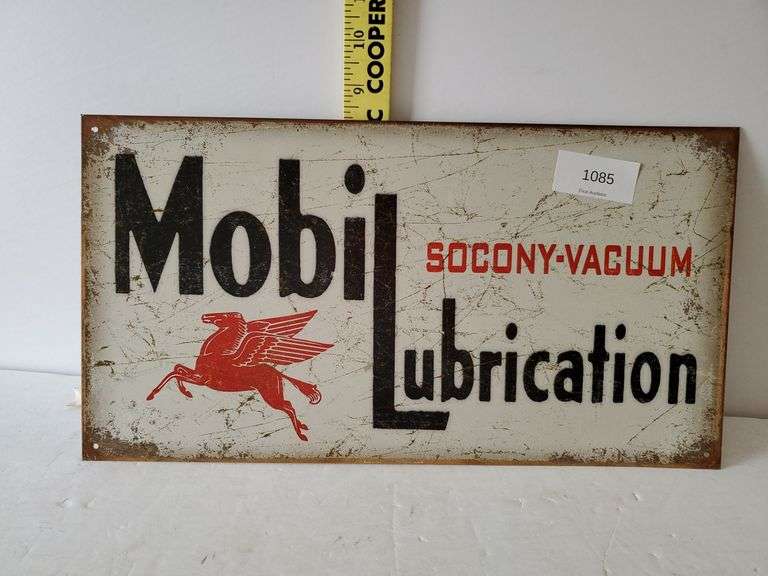 9 10
C COOPER
1085
Mobil
SOCONY-VACUUM
Lubrication